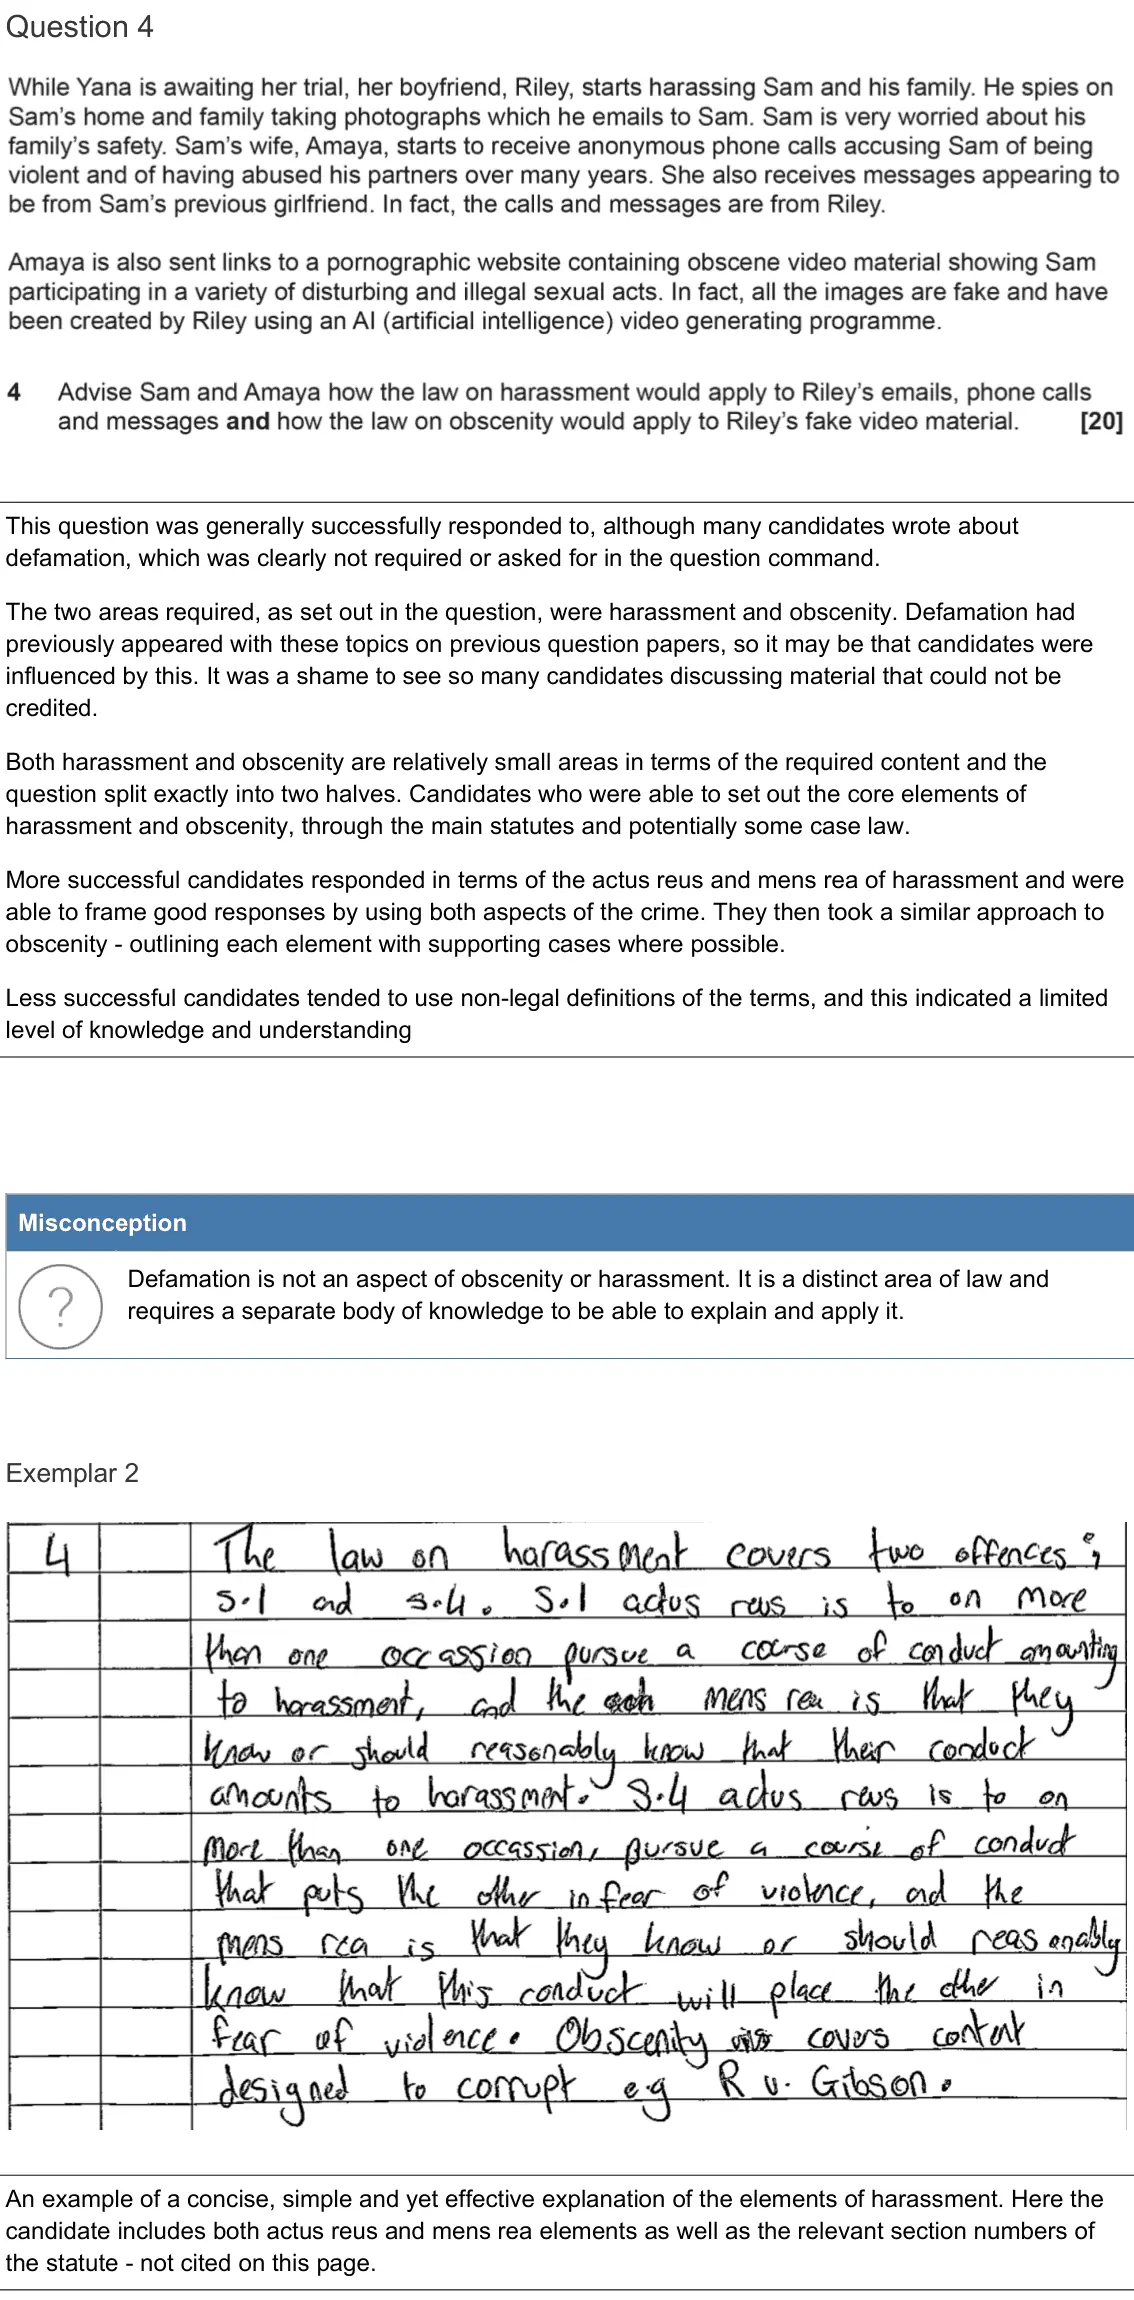 Question 4
While Yana is awaiting her trial, her boyfriend, Riley, starts harassing Sam and his family. He spies on
Sam's home and family taking photographs which he emails to Sam. Sam is very worried about his
family's safety. Sam's wife, Amaya, starts to receive anonymous phone calls accusing Sam of being
violent and of having abused his partners over many years. She also receives messages appearing to
be from Sam's previous girlfriend. In fact, the calls and messages are from Riley.
Amaya is also sent links to a pornographic website containing obscene video material showing Sam
participating in a variety of disturbing and illegal sexual acts. In fact, all the images are fake and have
been created by Riley using an AI (artificial intelligence) video generating programme.
4 Advise Sam and Amaya how the law on harassment would apply to Riley's emails, phone calls
and messages and how the law on obscenity would apply to Riley's fake video material. [20]
This question was generally successfully responded to, although many candidates wrote about
defamation, which was clearly not required or asked for in the question command.
The two areas required, as set out in the question, were harassment and obscenity. Defamation had
previously appeared with these topics on previous question papers, so it may be that candidates were
influenced by this. It was a shame to see so many candidates discussing material that could not be
credited.
Both harassment and obscenity are relatively small areas in terms of the required content and the
question split exactly into two halves. Candidates who were able to set out the core elements of
harassment and obscenity, through the main statutes and potentially some case law.
More successful candidates responded in terms of the actus reus and mens rea of harassment and were
able to frame good responses by using both aspects of the crime. They then took a similar approach to
obscenity - outlining each element with supporting cases where possible.
Less successful candidates tended to use non-legal definitions of the terms, and this indicated a limited
level of knowledge and understanding
Misconception
?
Defamation is not an aspect of obscenity or harassment. It is a distinct area of law and
requires a separate body of knowledge to be able to explain and apply it.
Exemplar 2
4 The law on harassment covers two offences;
s.1 and s.4. S.1 actus reus is to on more
than one occassion pursue a course of conduct amounting
to harassment, and the mens rea is that they
know or should reasonably know that their conduct
amounts to harassment. S.4 actus reus is to on
more than one occassion, pursue a course of conduct
that puts the other in fear of violence, and the
mens rea is that they know or should reasonably
know that this conduct will place the other in
fear of violence. Obscenity covers content
designed to corrupt e.g R v. Gibson.
An example of a concise, simple and yet effective explanation of the elements of harassment. Here the
candidate includes both actus reus and mens rea elements as well as the relevant section numbers of
the statute - not cited on this page.